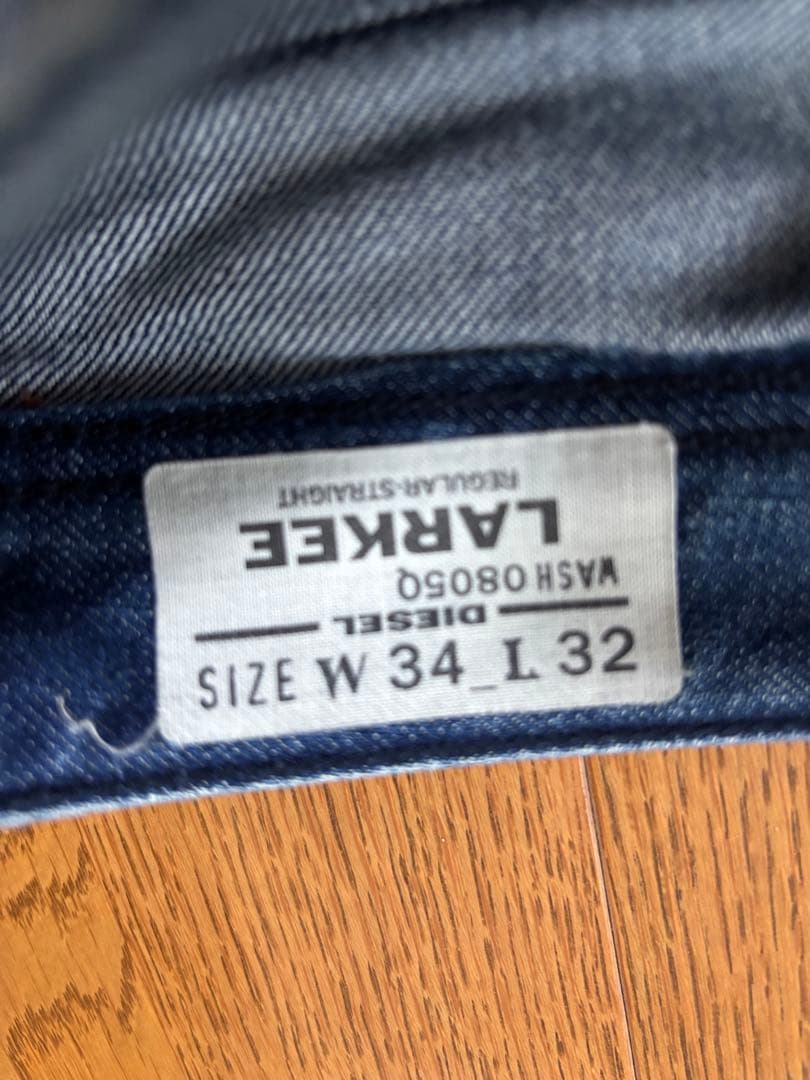 DIESEL
WASH 0805Q
LARKEE
REGULAR-STRAIGHT
SIZE W 34_L 32